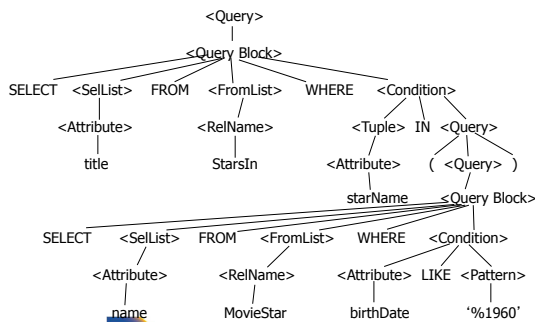 <Query>
<Query Block>
SELECT <SelList> FROM <FromList> WHERE <Condition>
<Attribute> <RelName> <Tuple> IN <Query>
title StarsIn <Attribute> ( <Query> )
starName <Query Block>
SELECT <SelList> FROM <FromList> WHERE <Condition>
<Attribute> <RelName> <Attribute> LIKE <Pattern>
name MovieStar birthDate ‘%1960’